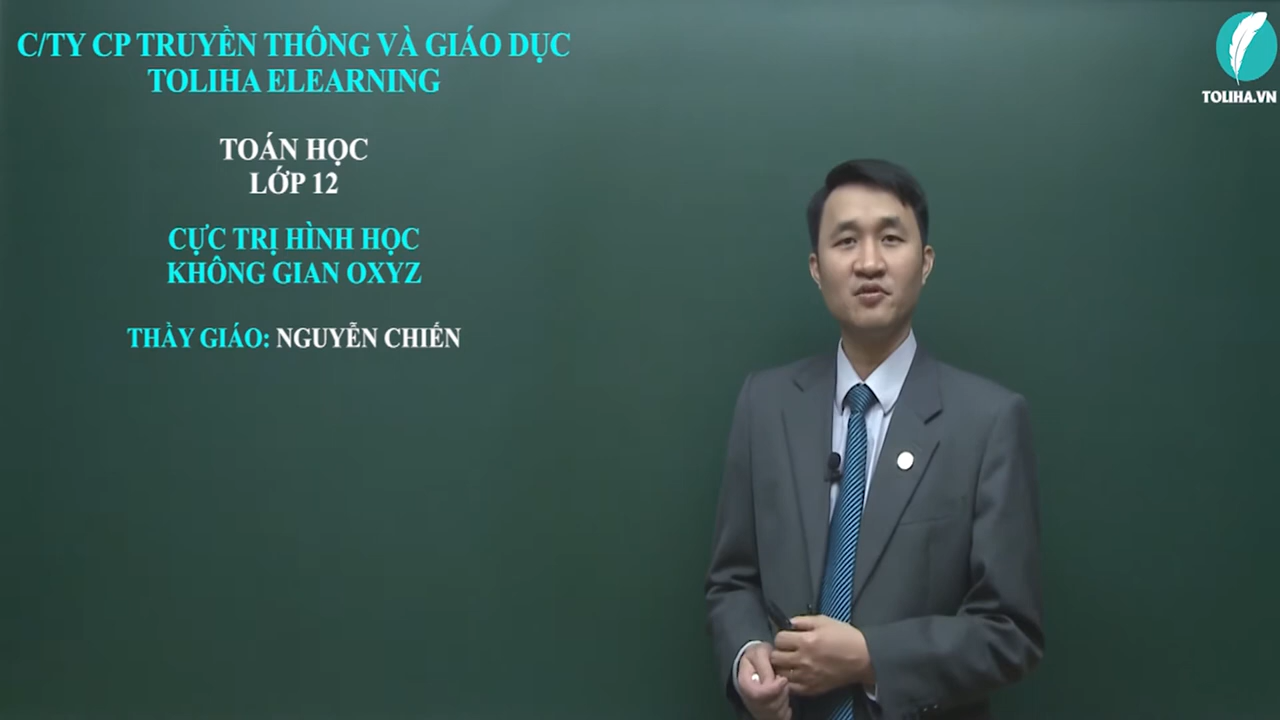 C/TY CP TRUYỀN THÔNG VÀ GIÁO DỤC
TOLIHA ELEARNING
TOLIHA.VN
TOÁN HỌC
LỚP 12
CỰC TRỊ HÌNH HỌC
KHÔNG GIAN OXYZ
THẦY GIÁO: NGUYỄN CHIẾN